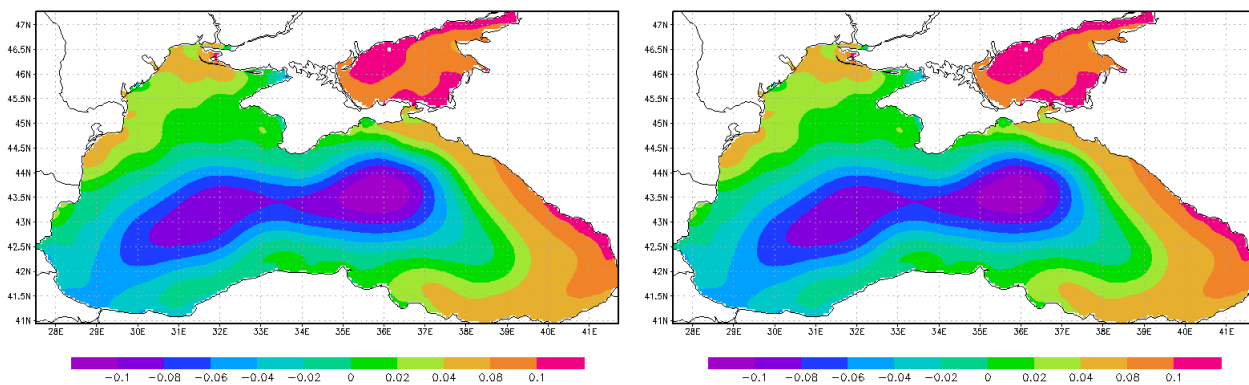 47N
46.5N
46N
45.5N
45N
44.5N
44N
43.5N
43N
42.5N
42N
41.5N
41N
28E 29E 30E 31E 32E 33E 34E 35E 36E 37E 38E 39E 40E 41E
−0.1 −0.08 −0.06 −0.04 −0.02 0 0.02 0.04 0.08 0.1
47N
46.5N
46N
45.5N
45N
44.5N
44N
43.5N
43N
42.5N
42N
41.5N
41N
28E 29E 30E 31E 32E 33E 34E 35E 36E 37E 38E 39E 40E 41E
−0.1 −0.08 −0.06 −0.04 −0.02 0 0.02 0.04 0.08 0.1